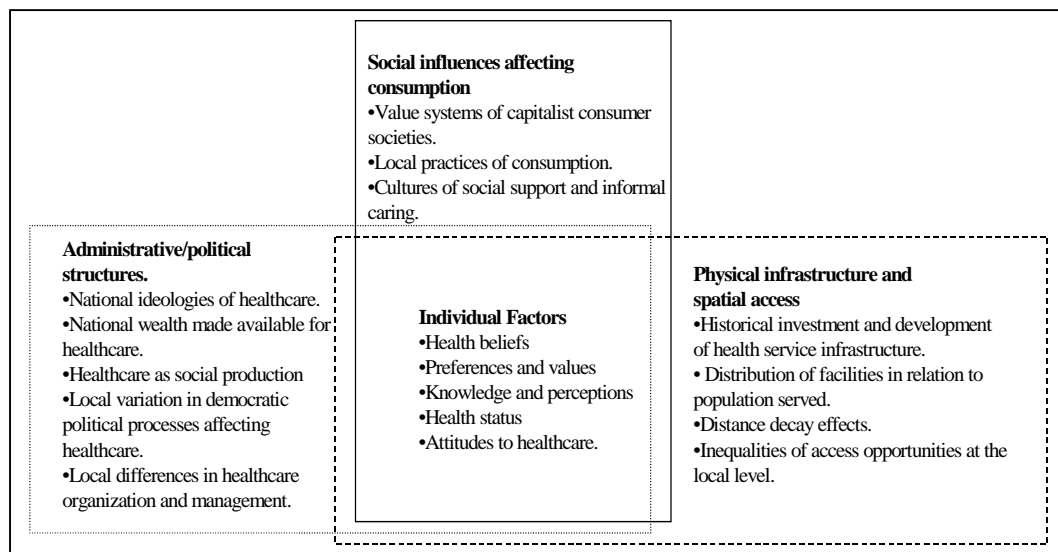 Social influences affecting
consumption
•Value systems of capitalist consumer
societies.
•Local practices of consumption.
•Cultures of social support and informal
caring.
Administrative/political
structures.
•National ideologies of healthcare.
•National wealth made available for
healthcare.
•Healthcare as social production
•Local variation in democratic
political processes affecting
healthcare.
•Local differences in healthcare
organization and management.
Individual Factors
•Health beliefs
•Preferences and values
•Knowledge and perceptions
•Health status
•Attitudes to healthcare.
Physical infrastructure and
spatial access
•Historical investment and development
of health service infrastructure.
• Distribution of facilities in relation to
population served.
•Distance decay effects.
•Inequalities of access opportunities at the
local level.